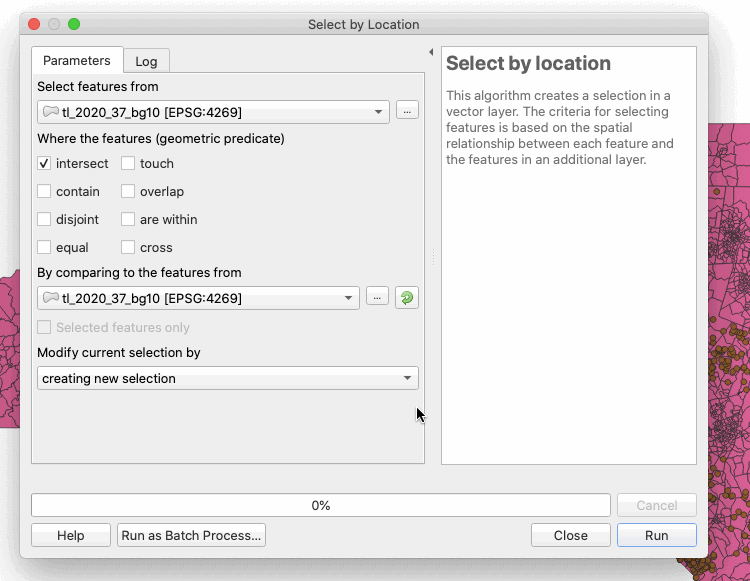 Select by Location
Parameters
Log
Select features from
tl_2020_37_bg10 [EPSG:4269]
...
Where the features (geometric predicate)
intersect
touch
contain
overlap
disjoint
are within
equal
cross
By comparing to the features from
tl_2020_37_bg10 [EPSG:4269]
...
Selected features only
Modify current selection by
creating new selection
Select by location
This algorithm creates a selection in a
vector layer. The criteria for selecting
features is based on the spatial
relationship between each feature and
the features in an additional layer.
0%
Cancel
Help
Run as Batch Process...
Close
Run